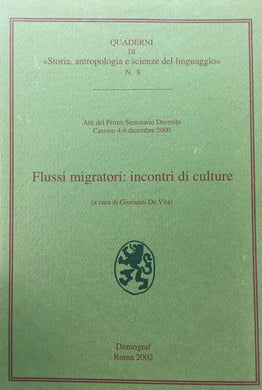 QUADERNI
DI
«Storia, antropologia e scienze del linguaggio»
N. 8
Atti del Primo Seminario Duemila
Cassino 4-6 dicembre 2000
Flussi migratori: incontri di culture
(a cura di Giovanni De Vita)
Domograf
Roma 2002